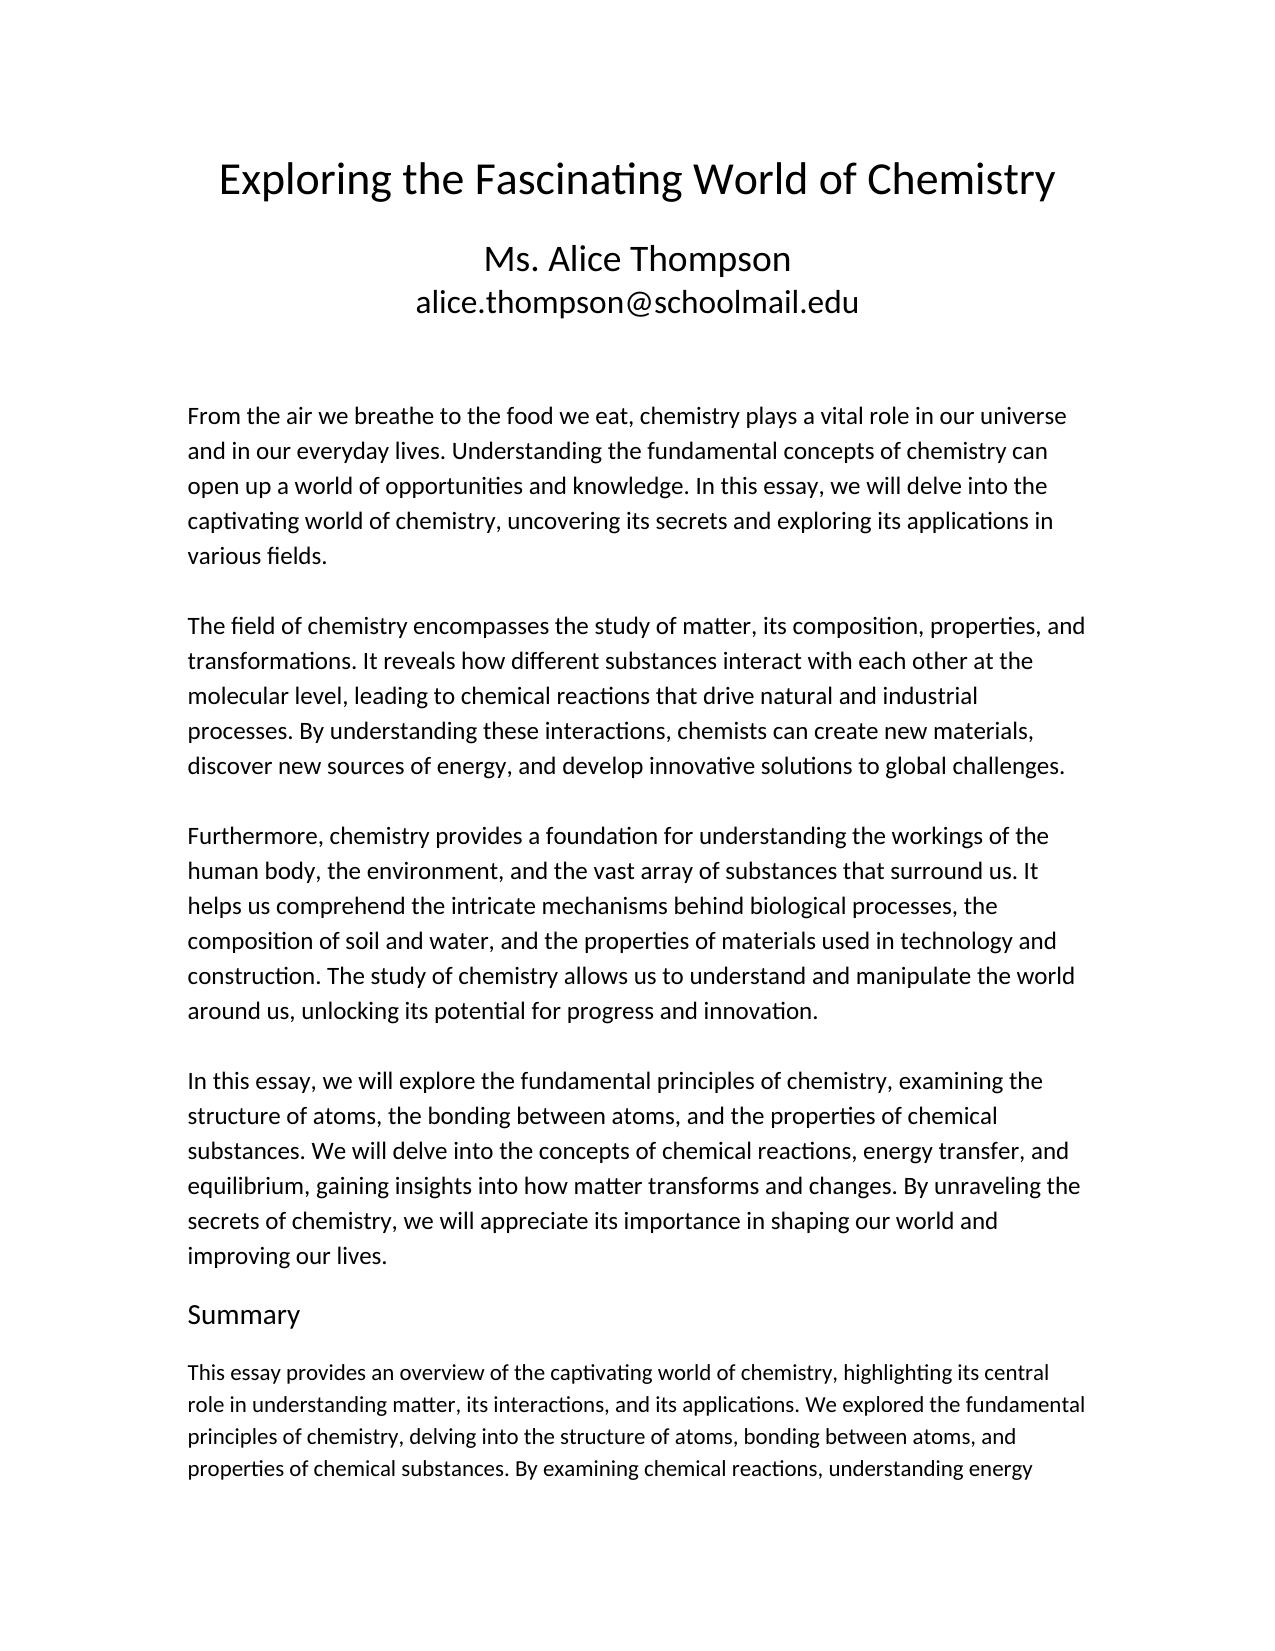 Exploring the Fascinating World of Chemistry
Ms. Alice Thompson
alice.thompson@schoolmail.edu
From the air we breathe to the food we eat, chemistry plays a vital role in our universe
and in our everyday lives. Understanding the fundamental concepts of chemistry can
open up a world of opportunities and knowledge. In this essay, we will delve into the
captivating world of chemistry, uncovering its secrets and exploring its applications in
various fields.
The field of chemistry encompasses the study of matter, its composition, properties, and
transformations. It reveals how different substances interact with each other at the
molecular level, leading to chemical reactions that drive natural and industrial
processes. By understanding these interactions, chemists can create new materials,
discover new sources of energy, and develop innovative solutions to global challenges.
Furthermore, chemistry provides a foundation for understanding the workings of the
human body, the environment, and the vast array of substances that surround us. It
helps us comprehend the intricate mechanisms behind biological processes, the
composition of soil and water, and the properties of materials used in technology and
construction. The study of chemistry allows us to understand and manipulate the world
around us, unlocking its potential for progress and innovation.
In this essay, we will explore the fundamental principles of chemistry, examining the
structure of atoms, the bonding between atoms, and the properties of chemical
substances. We will delve into the concepts of chemical reactions, energy transfer, and
equilibrium, gaining insights into how matter transforms and changes. By unraveling the
secrets of chemistry, we will appreciate its importance in shaping our world and
improving our lives.
Summary
This essay provides an overview of the captivating world of chemistry, highlighting its central
role in understanding matter, its interactions, and its applications. We explored the fundamental
principles of chemistry, delving into the structure of atoms, bonding between atoms, and
properties of chemical substances. By examining chemical reactions, understanding energy